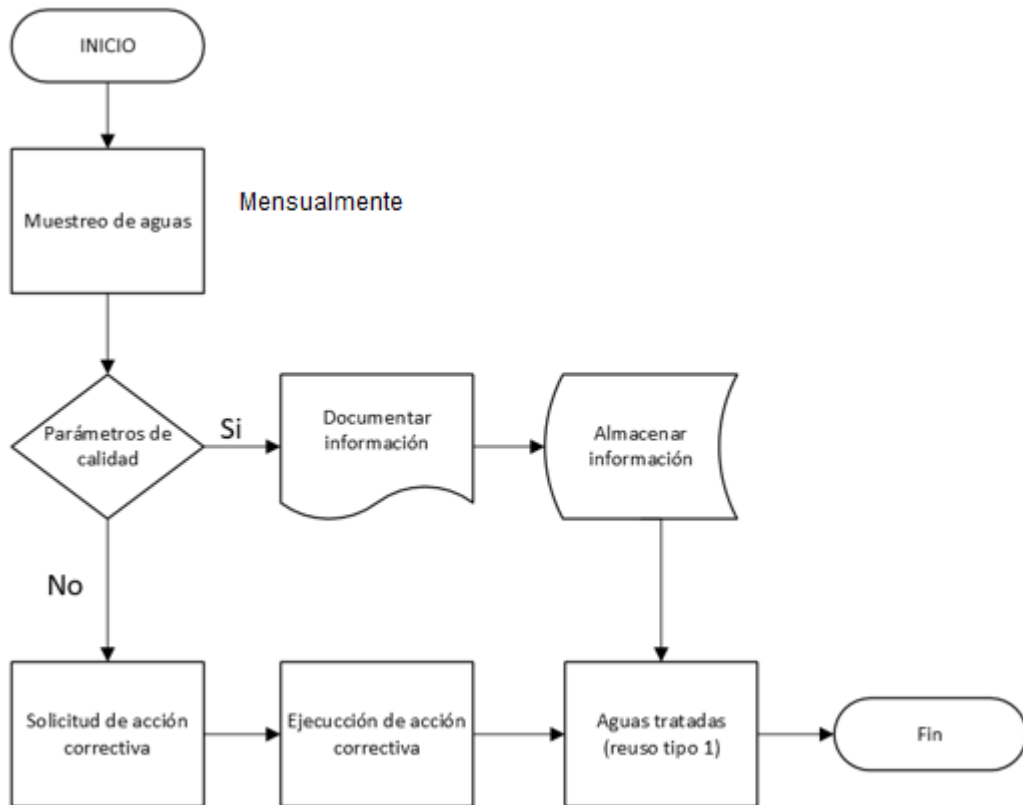 INICIO
Muestreo de aguas
Mensualmente
Parámetros de
calidad
Si
Documentar
información
Almacenar
información
No
Solicitud de acción
correctiva
Ejecución de acción
correctiva
Aguas tratadas
(reuso tipo 1)
Fin